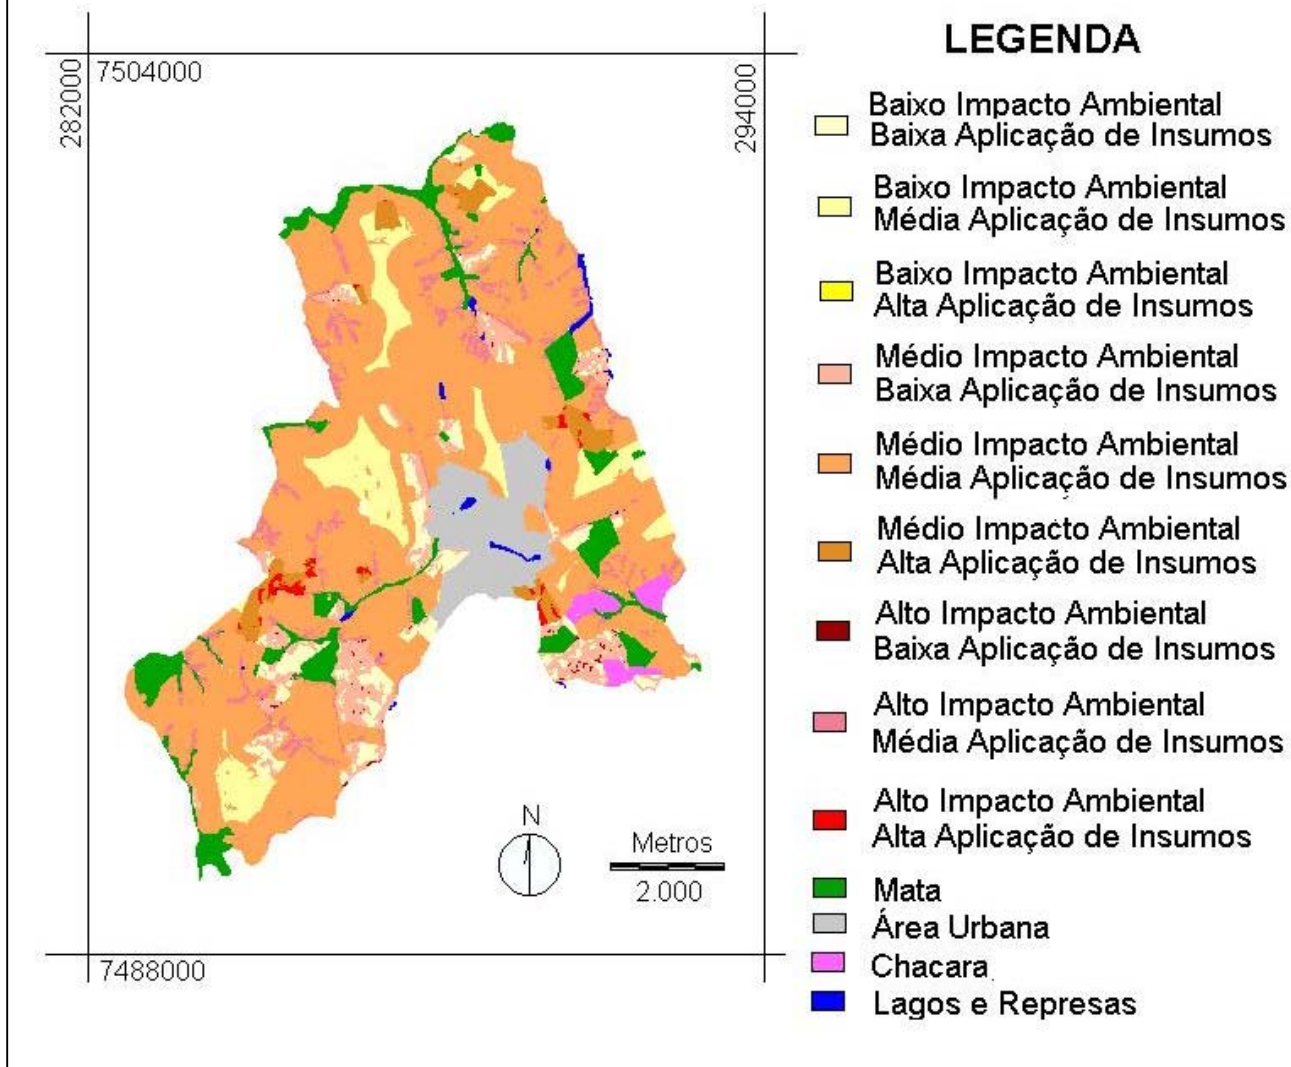 LEGENDA
7504000
2820000
294000
Baixo Impacto Ambiental
Baixa Aplicação de Insumos
Baixo Impacto Ambiental
Média Aplicação de Insumos
Baixo Impacto Ambiental
Alta Aplicação de Insumos
Médio Impacto Ambiental
Baixa Aplicação de Insumos
Médio Impacto Ambiental
Média Aplicação de Insumos
Médio Impacto Ambiental
Alta Aplicação de Insumos
Alto Impacto Ambiental
Baixa Aplicação de Insumos
Alto Impacto Ambiental
Média Aplicação de Insumos
Alto Impacto Ambiental
Alta Aplicação de Insumos
Mata
Área Urbana
Chacara
Lagos e Represas
N
Metros
2.000
7488000